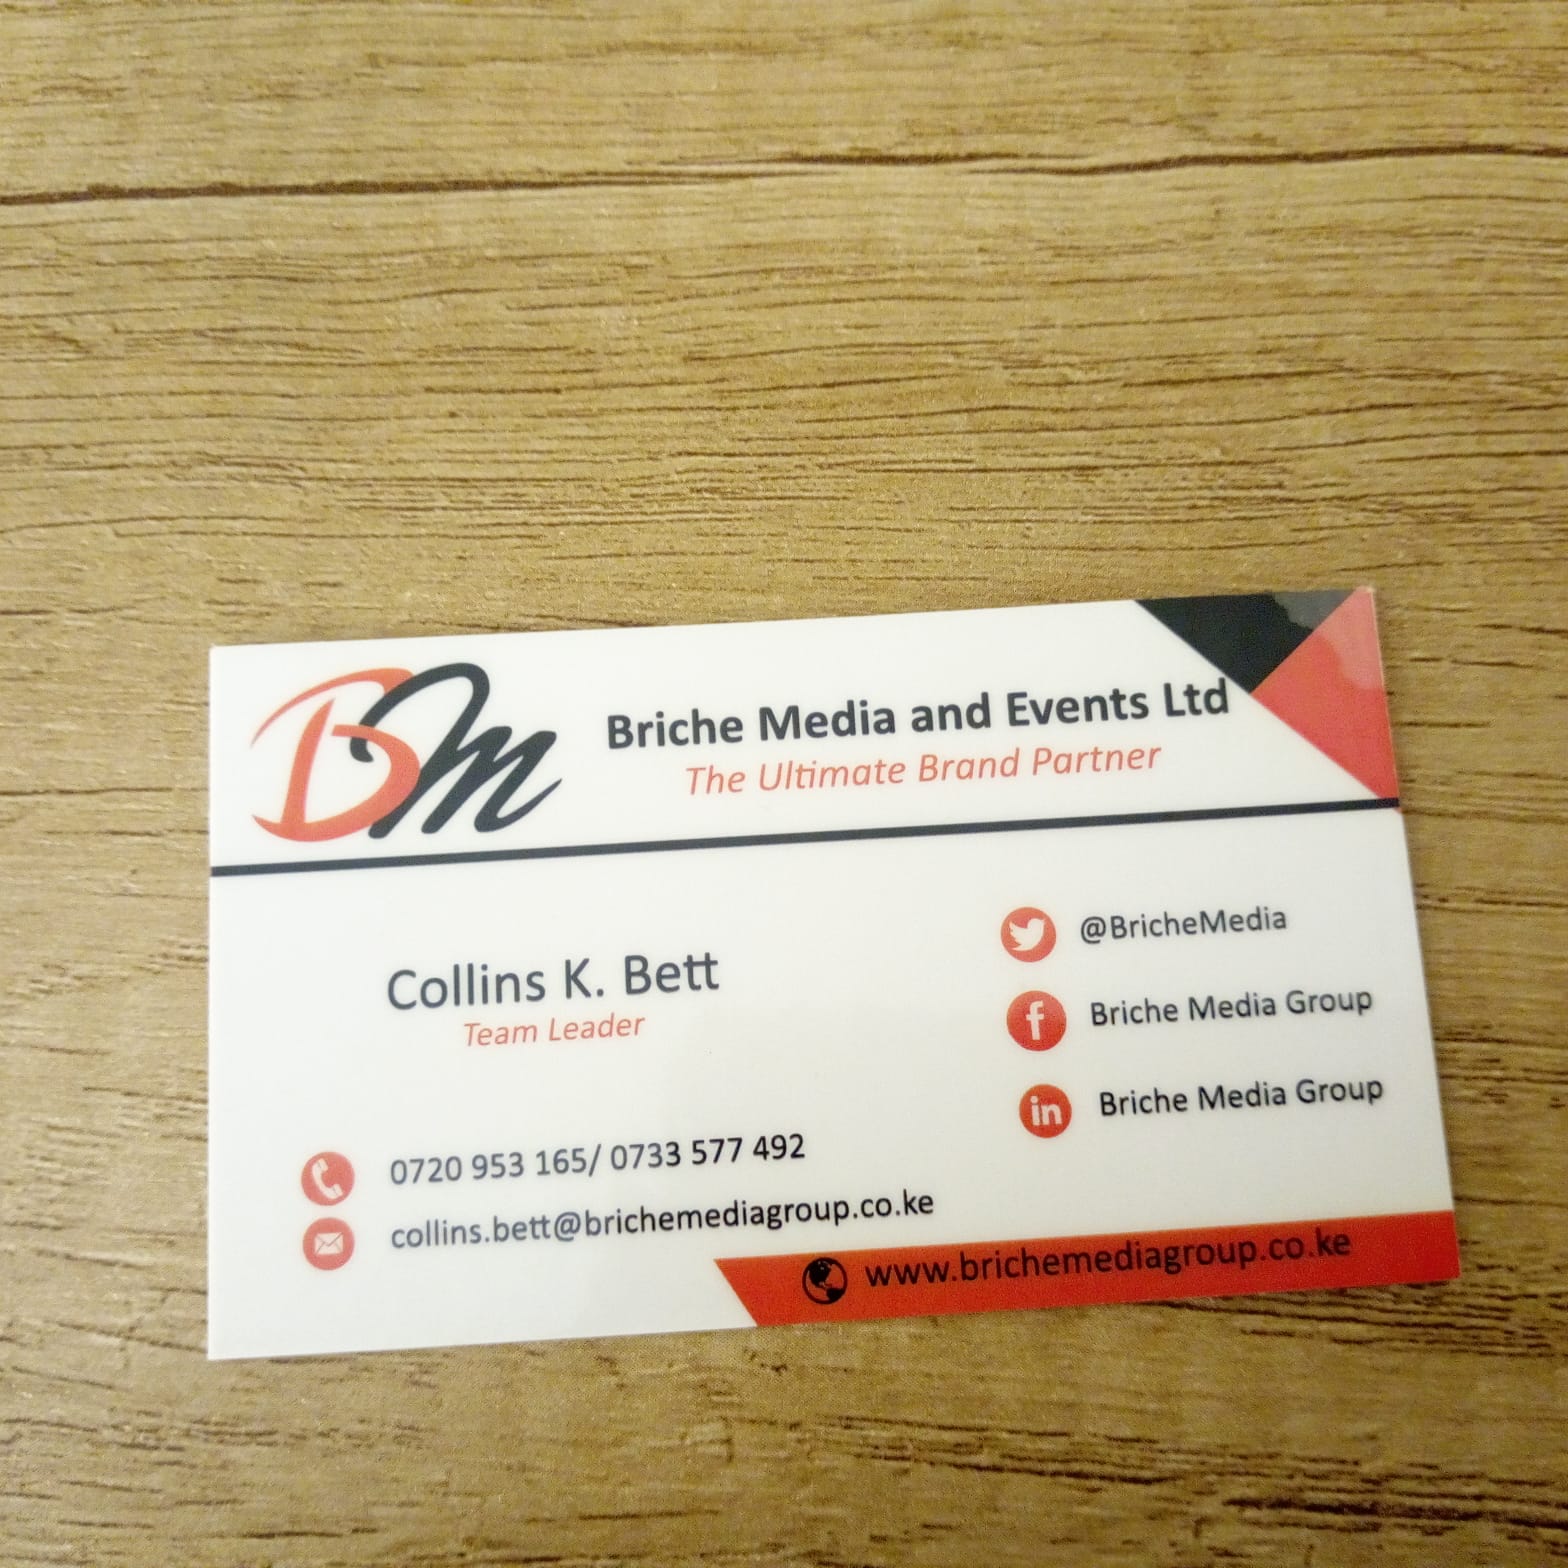 BM
Briche Media and Events Ltd
The Ultimate Brand Partner
Collins K. Bett
Team Leader
0720 953 165/ 0733 577 492
collins.bett@brichemediagroup.co.ke
@BricheMedia
Briche Media Group
in Briche Media Group
www.brichemediagroup.co.ke